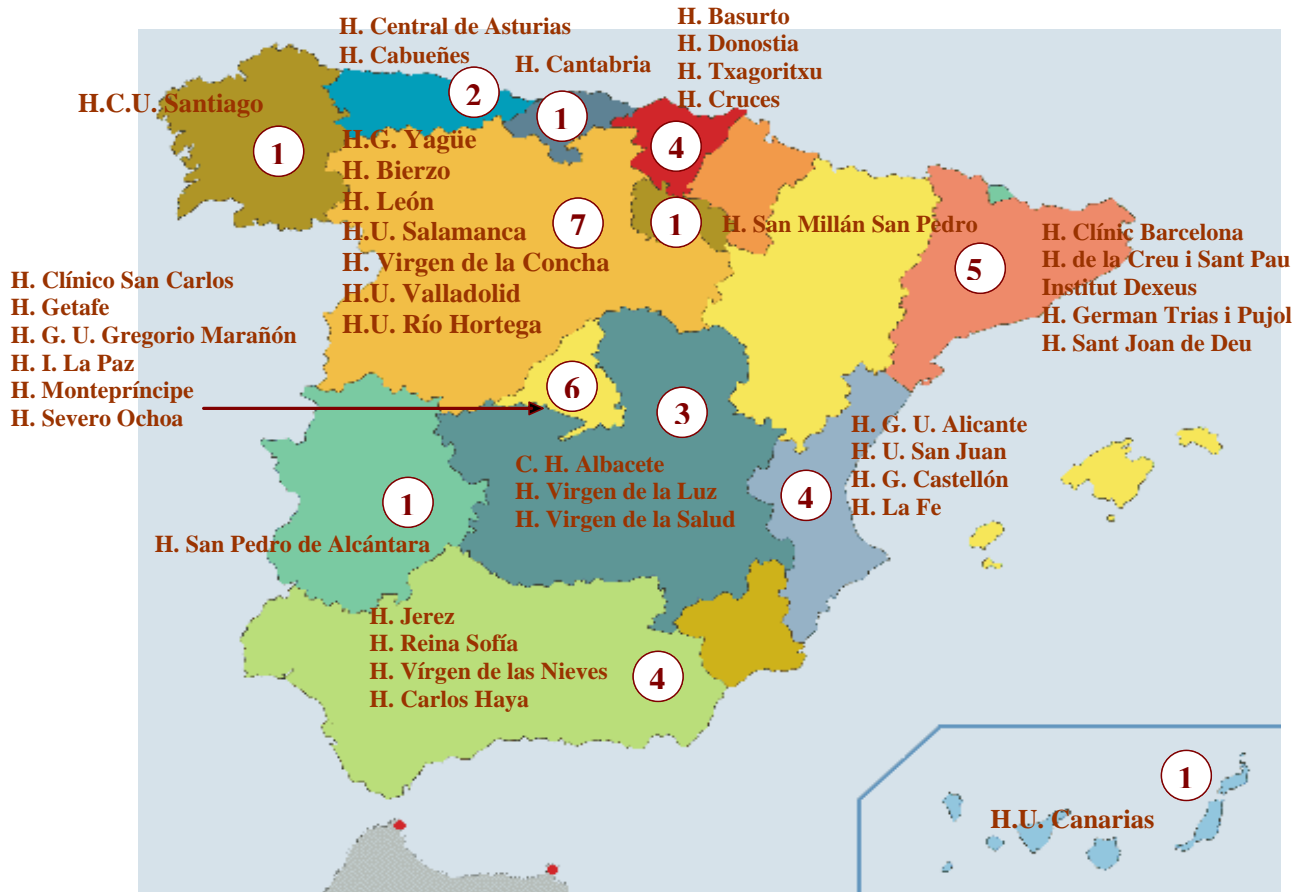 H. Central de Asturias
H. Cabueñes
2
H. Cantabria
1
H. Basurto
H. Donostia
H. Txagoritxu
H. Cruces
4
H.C.U. Santiago
1
H.G. Yagüe
H. Bierzo
H. León
H.U. Salamanca
H. Virgen de la Concha
H.U. Valladolid
H.U. Río Hortega
7
1
H. San Millán San Pedro
5
H. Clínic Barcelona
H. de la Creu i Sant Pau
Institut Dexeus
H. German Trias i Pujol
H. Sant Joan de Deu
H. Clínico San Carlos
H. Getafe
H. G. U. Gregorio Marañón
H. I. La Paz
H. Montepríncipe
H. Severo Ochoa
6
3
C. H. Albacete
H. Virgen de la Luz
H. Virgen de la Salud
4
H. G. U. Alicante
H. U. San Juan
H. G. Castellón
H. La Fe
1
H. San Pedro de Alcántara
H. Jerez
H. Reina Sofía
H. Vírgen de las Nieves
H. Carlos Haya
4
1
H.U. Canarias